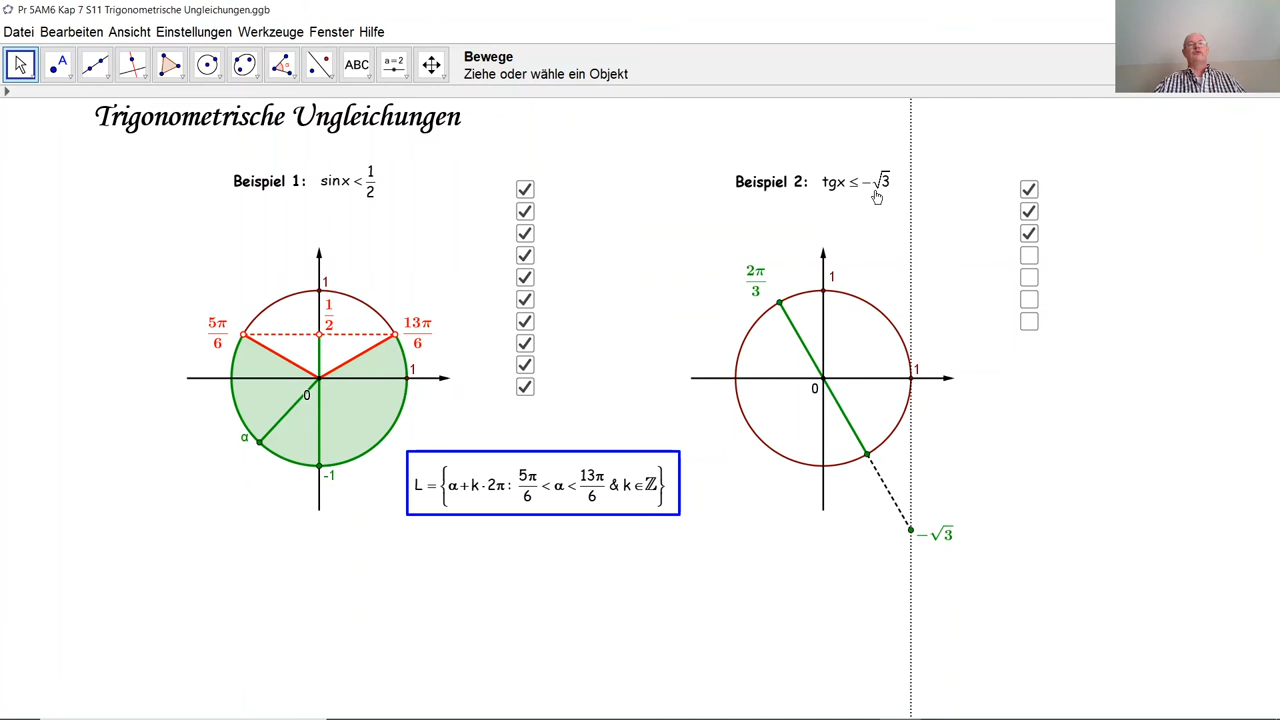 Pr 5AM6 Kap 7 S11 Trigonometrische Ungleichungen.ggb
Datei Bearbeiten Ansicht Einstellungen Werkzeuge Fenster Hilfe
A
ABC
a=2
Bewege
Ziehe oder wähle ein Objekt
Trigonometrische Ungleichungen
Beispiel 1: sinx < 1/2
1
1/2
5π/6
13π/6
1
0
α
-1
L = {α + k · 2π : 5π/6 < α < 13π/6 & k ∈ ℤ}
Beispiel 2: tgx ≤ −√3
2π/3
1
1
0
−√3